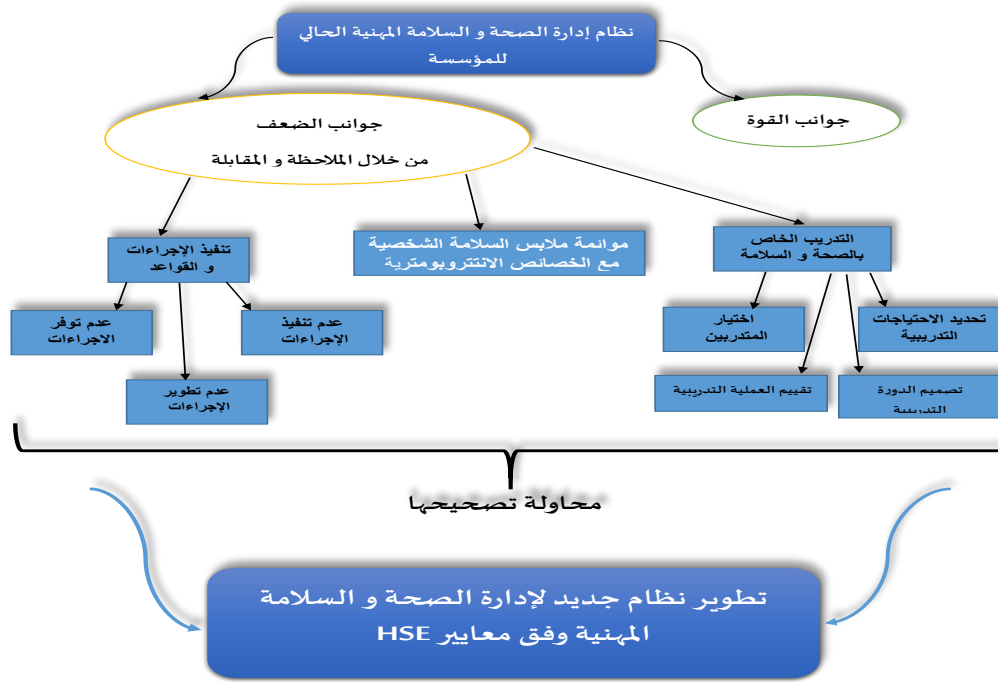 نظام إدارة الصحة و السلامة المهنية الحالي
للمؤسسة
جوانب القوة
جوانب الضعف
من خلال الملاحظة و المقابلة
التدريب الخاص
بالصحة و السلامة
موائمة ملابس السلامة الشخصية
مع الخصائص الانتتروبومترية
تنفيذ الإجراءات
و القواعد
تحديد الاحتياجات
التدريبية
اختيار
المتدربين
عدم تنفيذ
الإجراءات
عدم توفر
الاجراءات
تصميم الدورة
التدريبية
تقييم العملية التدريبية
عدم تطوير
الإجراءات
محاولة تصحيحها
تطوير نظام جديد لإدارة الصحة و السلامة
المهنية وفق معايير HSE